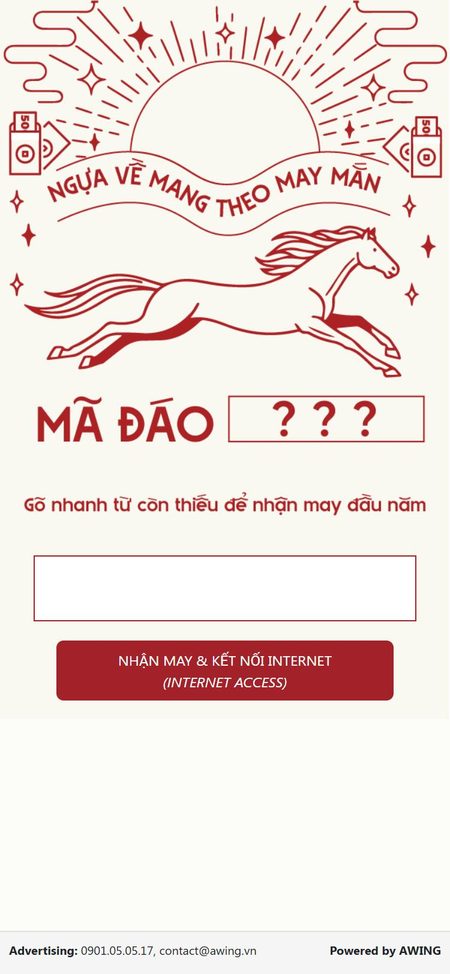 50
50
NGỰA VỀ MANG THEO MAY MẮN
MÃ ĐÁO ? ? ?
Gõ nhanh từ còn thiếu để nhận may đầu năm
NHẬN MAY & KẾT NỐI INTERNET
(INTERNET ACCESS)
Advertising: 0901.05.05.17, contact@awing.vn Powered by AWING